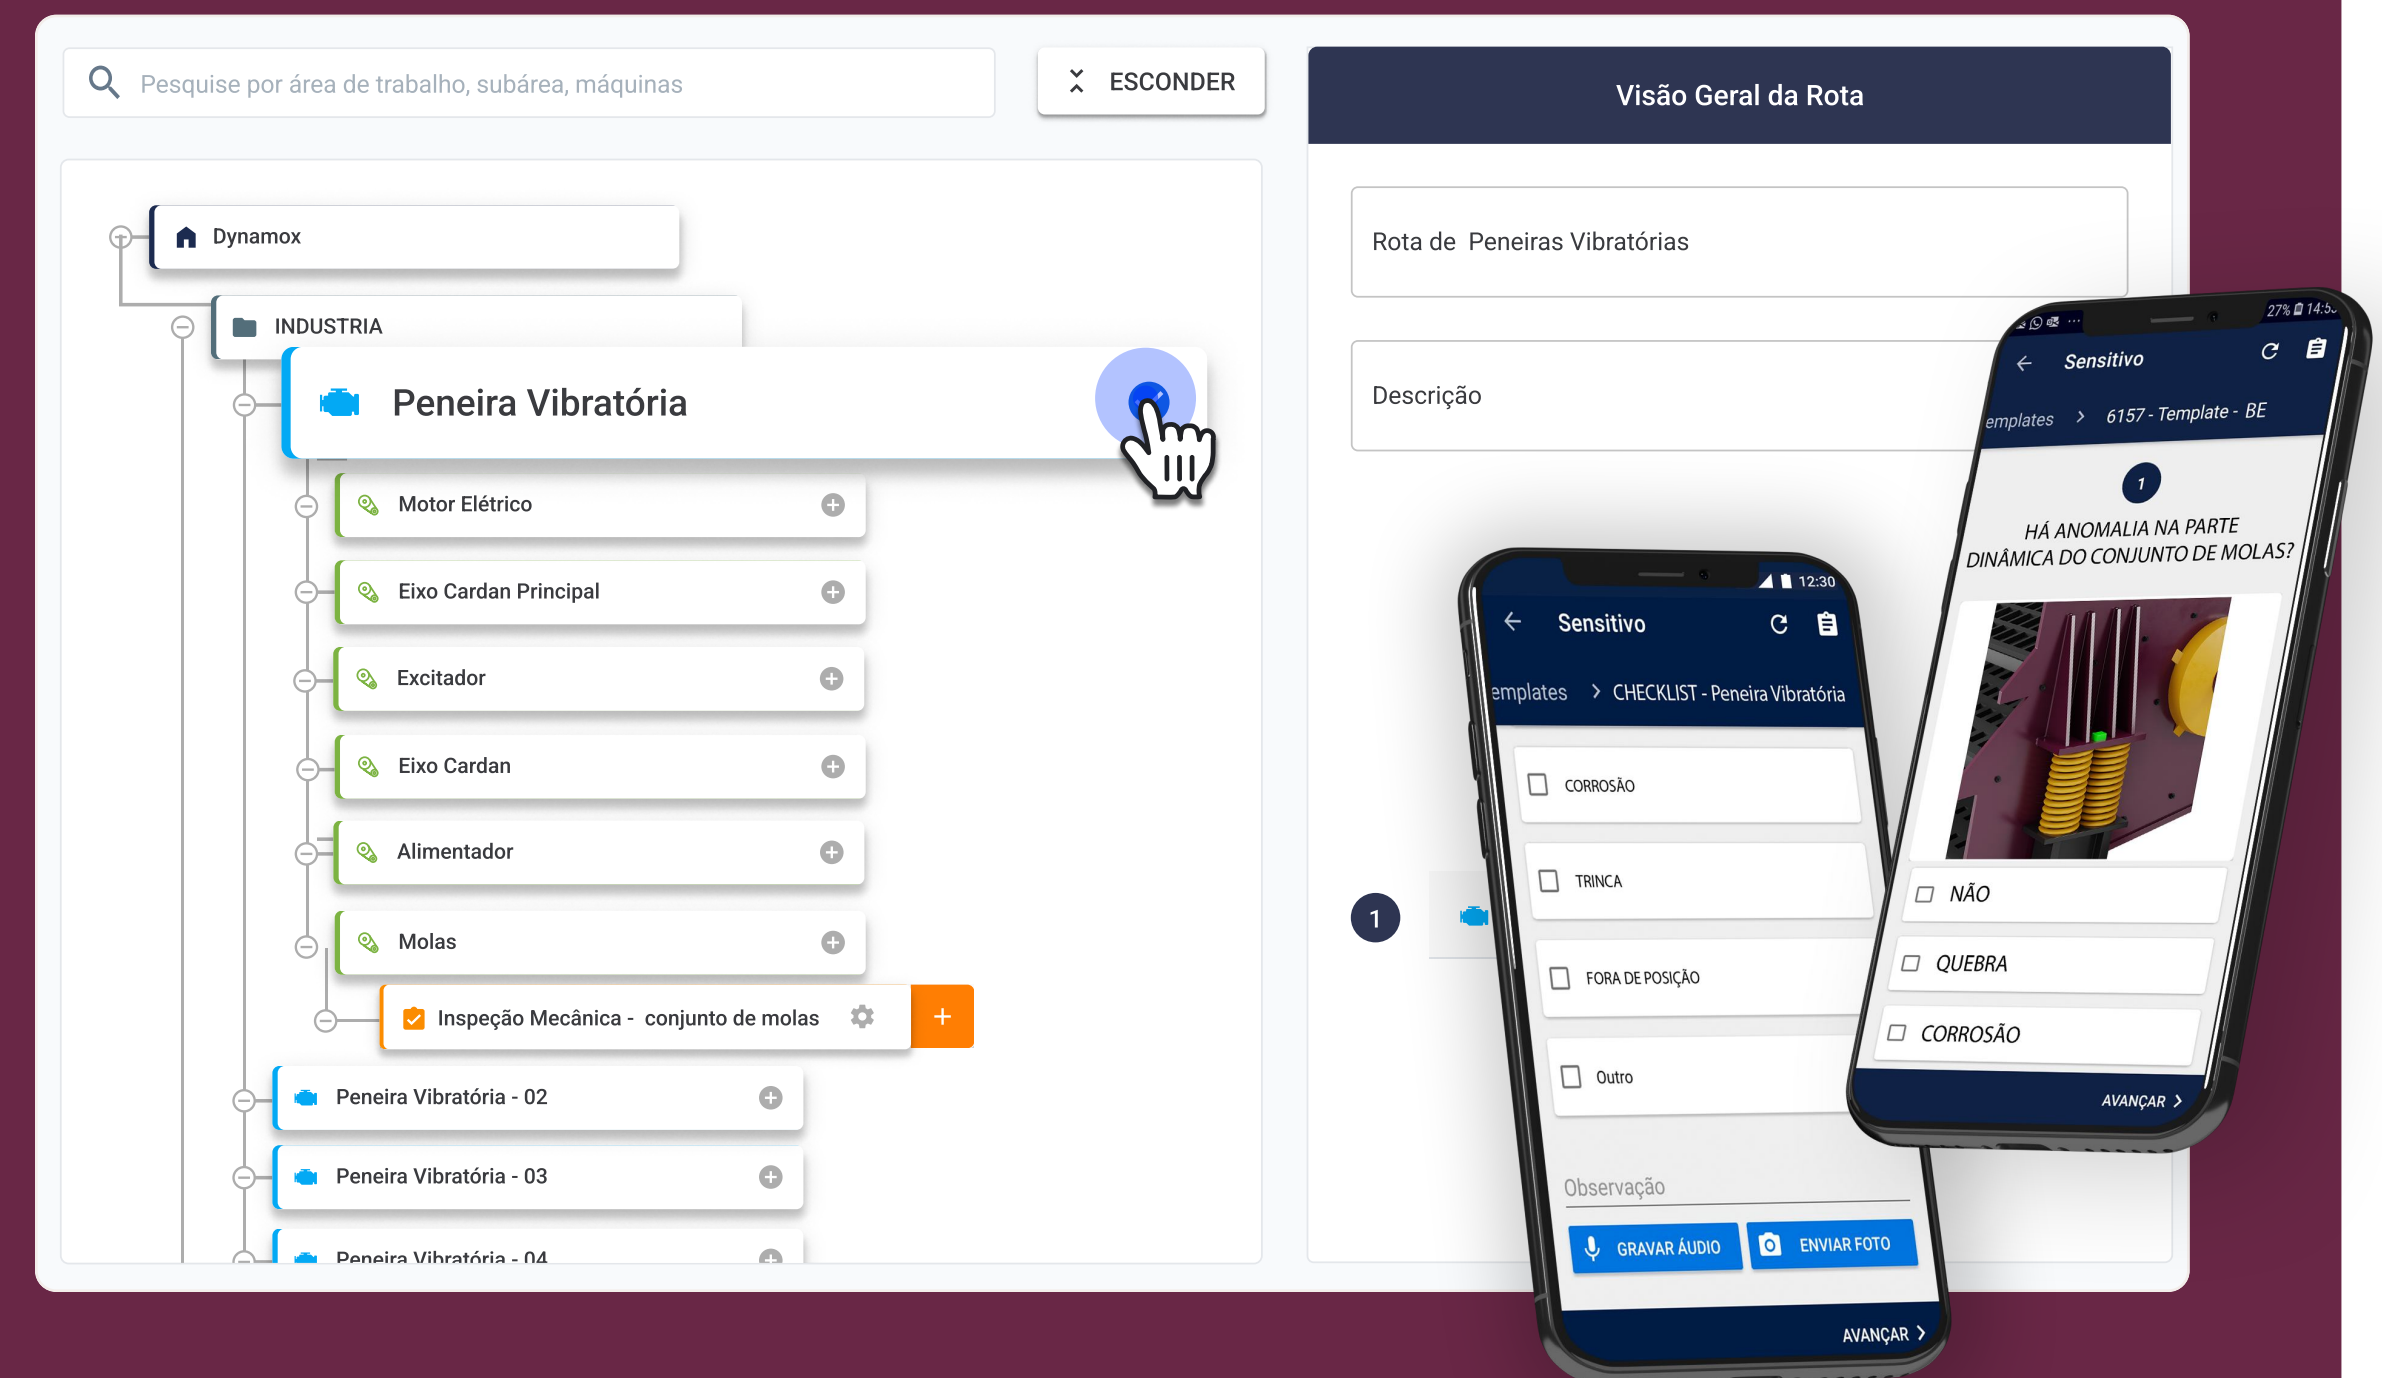 Pesquise por área de trabalho, subárea, máquinas
ESCONDER
Dynamox
INDUSTRIA
Peneira Vibratória
Motor Elétrico
Eixo Cardan Principal
Excitador
Eixo Cardan
Alimentador
Molas
Inspeção Mecânica - conjunto de molas
+
Peneira Vibratória - 02
Peneira Vibratória - 03
Peneira Vibratória - 04
Visão Geral da Rota
Rota de Peneiras Vibratórias
Descrição
1
12:30
Sensitivo
emplates > CHECKLIST - Peneira Vibratória
CORROSÃO
TRINCA
FORA DE POSIÇÃO
Outro
Observação
GRAVAR ÁUDIO
ENVIAR FOTO
AVANÇAR >
27% 14:5
Sensitivo
emplates > 6157 - Template - BE
1
HÁ ANOMALIA NA PARTE
DINÂMICA DO CONJUNTO DE MOLAS?
NÃO
QUEBRA
CORROSÃO
AVANÇAR >